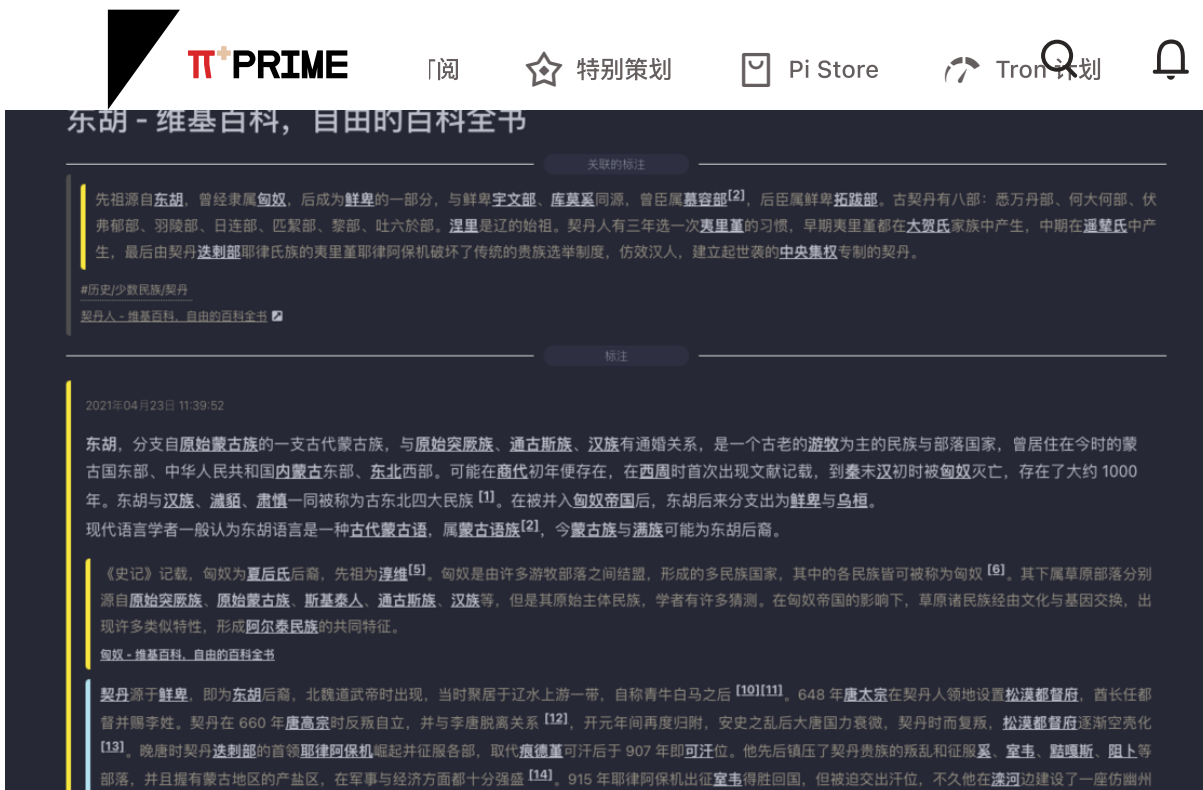 π+PRIME 阅 特别策划 Pi Store Tron 计划
东胡 - 维基百科，自由的百科全书
关联的标注
先祖源自东胡，曾经隶属匈奴，后成为鲜卑的一部分，与鲜卑宇文部、库莫奚同源，曾臣属慕容部[2]，后臣属鲜卑拓跋部。古契丹有八部：悉万丹部、何大何部、伏
弗郁部、羽陵部、日连部、匹絜部、黎部、吐六於部。涅里是辽的始祖。契丹人有三年选一次夷里堇的习惯，早期夷里堇都在大贺氏家族中产生，中期在遥辇氏中产
生，最后由契丹迭剌部耶律氏族的夷里堇耶律阿保机破坏了传统的贵族选举制度，仿效汉人，建立起世袭的中央集权专制的契丹。
#历史/少数民族/契丹
契丹人 - 维基百科，自由的百科全书
标注
2021年04月23日 11:39:52
东胡，分支自原始蒙古族的一支古代蒙古族，与原始突厥族、通古斯族、汉族有通婚关系，是一个古老的游牧为主的民族与部落国家，曾居住在今时的蒙
古国东部、中华人民共和国内蒙古东部、东北西部。可能在商代初年便存在，在西周时首次出现文献记载，到秦末汉初时被匈奴灭亡，存在了大约 1000
年。东胡与汉族、濊貊、肃慎一同被称为古东北四大民族 [1]。在被并入匈奴帝国后，东胡后来分支出为鲜卑与乌桓。
现代语言学者一般认为东胡语言是一种古代蒙古语，属蒙古语族[2]，今蒙古族与满族可能为东胡后裔。
《史记》记载，匈奴为夏后氏后裔，先祖为淳维[5]。匈奴是由许多游牧部落之间结盟，形成的多民族国家，其中的各民族皆可被称为匈奴 [6]。其下属草原部落分别
源自原始突厥族、原始蒙古族、斯基泰人、通古斯族、汉族等，但是其原始主体民族，学者有许多猜测。在匈奴帝国的影响下，草原诸民族经由文化与基因交换，出
现许多类似特性，形成阿尔泰民族的共同特征。
匈奴 - 维基百科，自由的百科全书
契丹源于鲜卑，即为东胡后裔，北魏道武帝时出现，当时聚居于辽水上游一带，自称青牛白马之后 [10][11]。648 年唐太宗在契丹人领地设置松漠都督府，酋长任都
督并赐李姓。契丹在 660 年唐高宗时反叛自立，并与李唐脱离关系 [12]，开元年间再度归附，安史之乱后大唐国力衰微，契丹时而复叛，松漠都督府逐渐空壳化
[13]。晚唐时契丹迭剌部的首领耶律阿保机崛起并征服各部，取代痕德堇可汗后于 907 年即可汗位。他先后镇压了契丹贵族的叛乱和征服奚、室韦、黠嘎斯、阻卜等
部落，并且握有蒙古地区的产盐区，在军事与经济方面都十分强盛 [14]。915 年耶律阿保机出征室韦得胜回国，但被迫交出汗位，不久他在滦河边建设了一座仿幽州